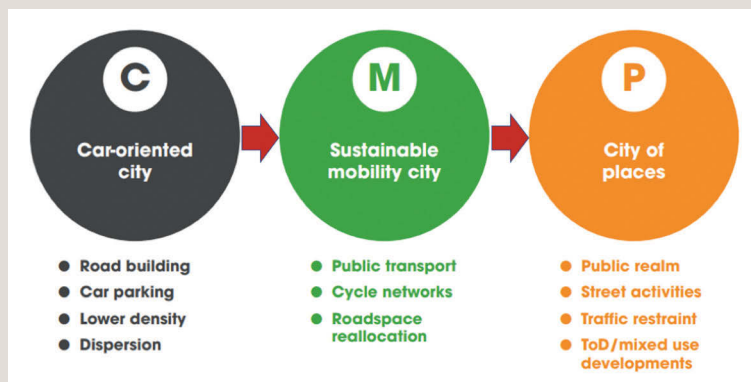 C
Car-oriented
city
● Road building
● Car parking
● Lower density
● Dispersion
M
Sustainable
mobility city
● Public transport
● Cycle networks
● Roadspace
reallocation
P
City of
places
● Public realm
● Street activities
● Traffic restraint
● ToD/mixed use
developments